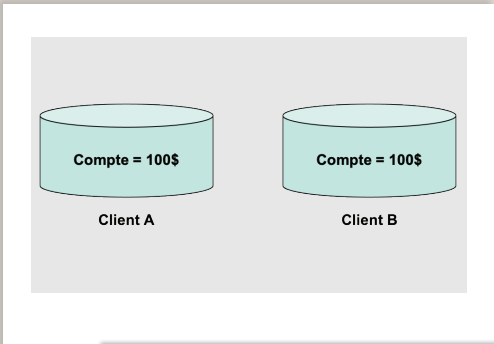 Compte = 100$
Compte = 100$
Client A
Client B